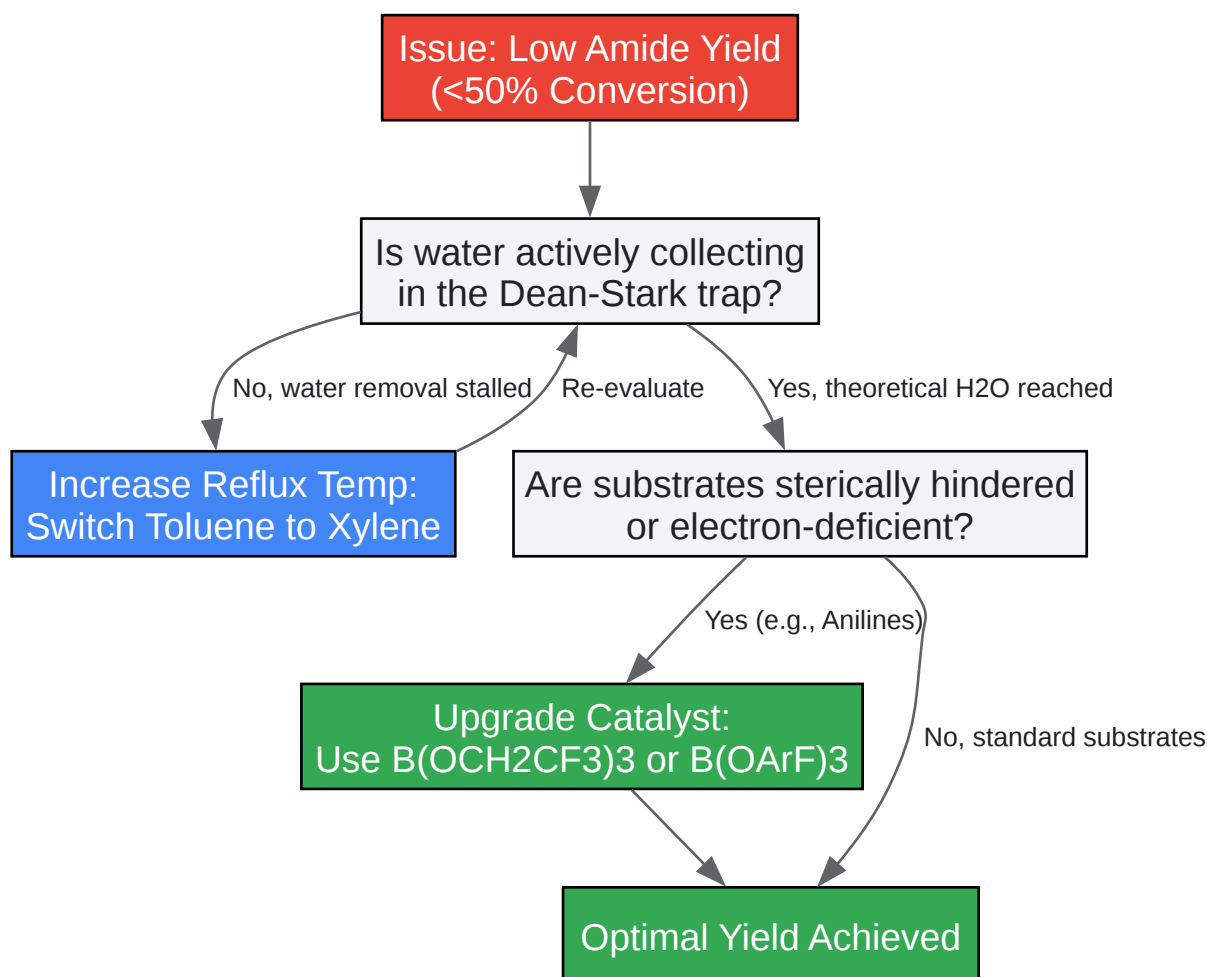 Issue: Low Amide Yield
(<50% Conversion)
Is water actively collecting
in the Dean-Stark trap?
No, water removal stalled
Re-evaluate
Yes, theoretical H2O reached
Increase Reflux Temp:
Switch Toluene to Xylene
Are substrates sterically hindered
or electron-deficient?
Yes (e.g., Anilines)
Upgrade Catalyst:
Use B(OCH2CF3)3 or B(OArF)3
No, standard substrates
Optimal Yield Achieved